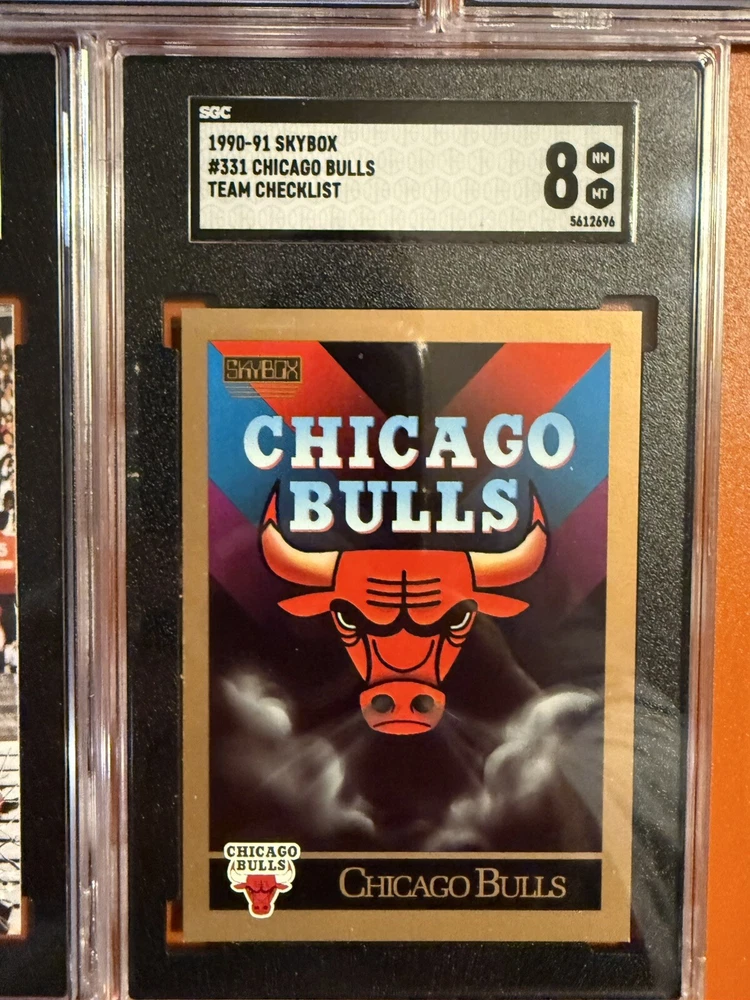 SGC
1990-91 SKYBOX
#331 CHICAGO BULLS
TEAM CHECKLIST
8 NM
MT
5612696
SKYBOX
CHICAGO
BULLS
CHICAGO
BULLS
CHICAGO BULLS